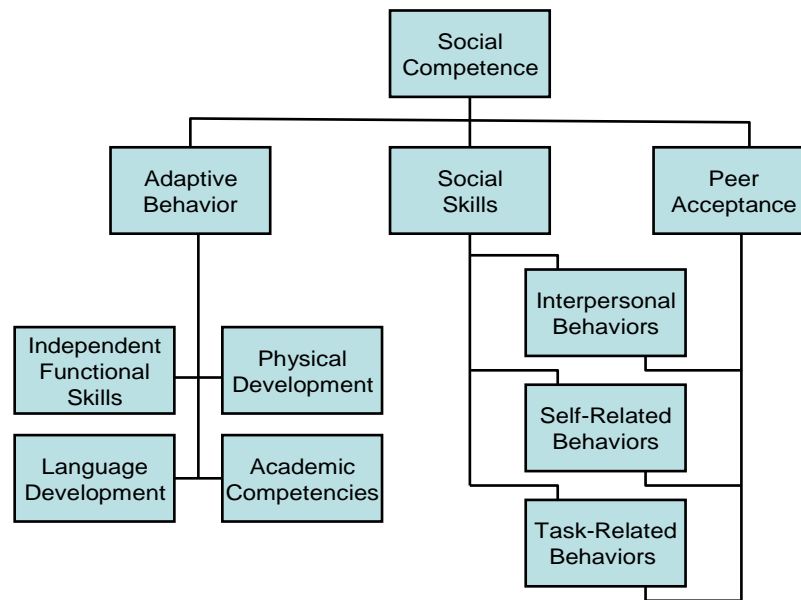 Social
Competence
Adaptive
Behavior
Social
Skills
Peer
Acceptance
Interpersonal
Behaviors
Independent
Functional
Skills
Physical
Development
Self-Related
Behaviors
Language
Development
Academic
Competencies
Task-Related
Behaviors